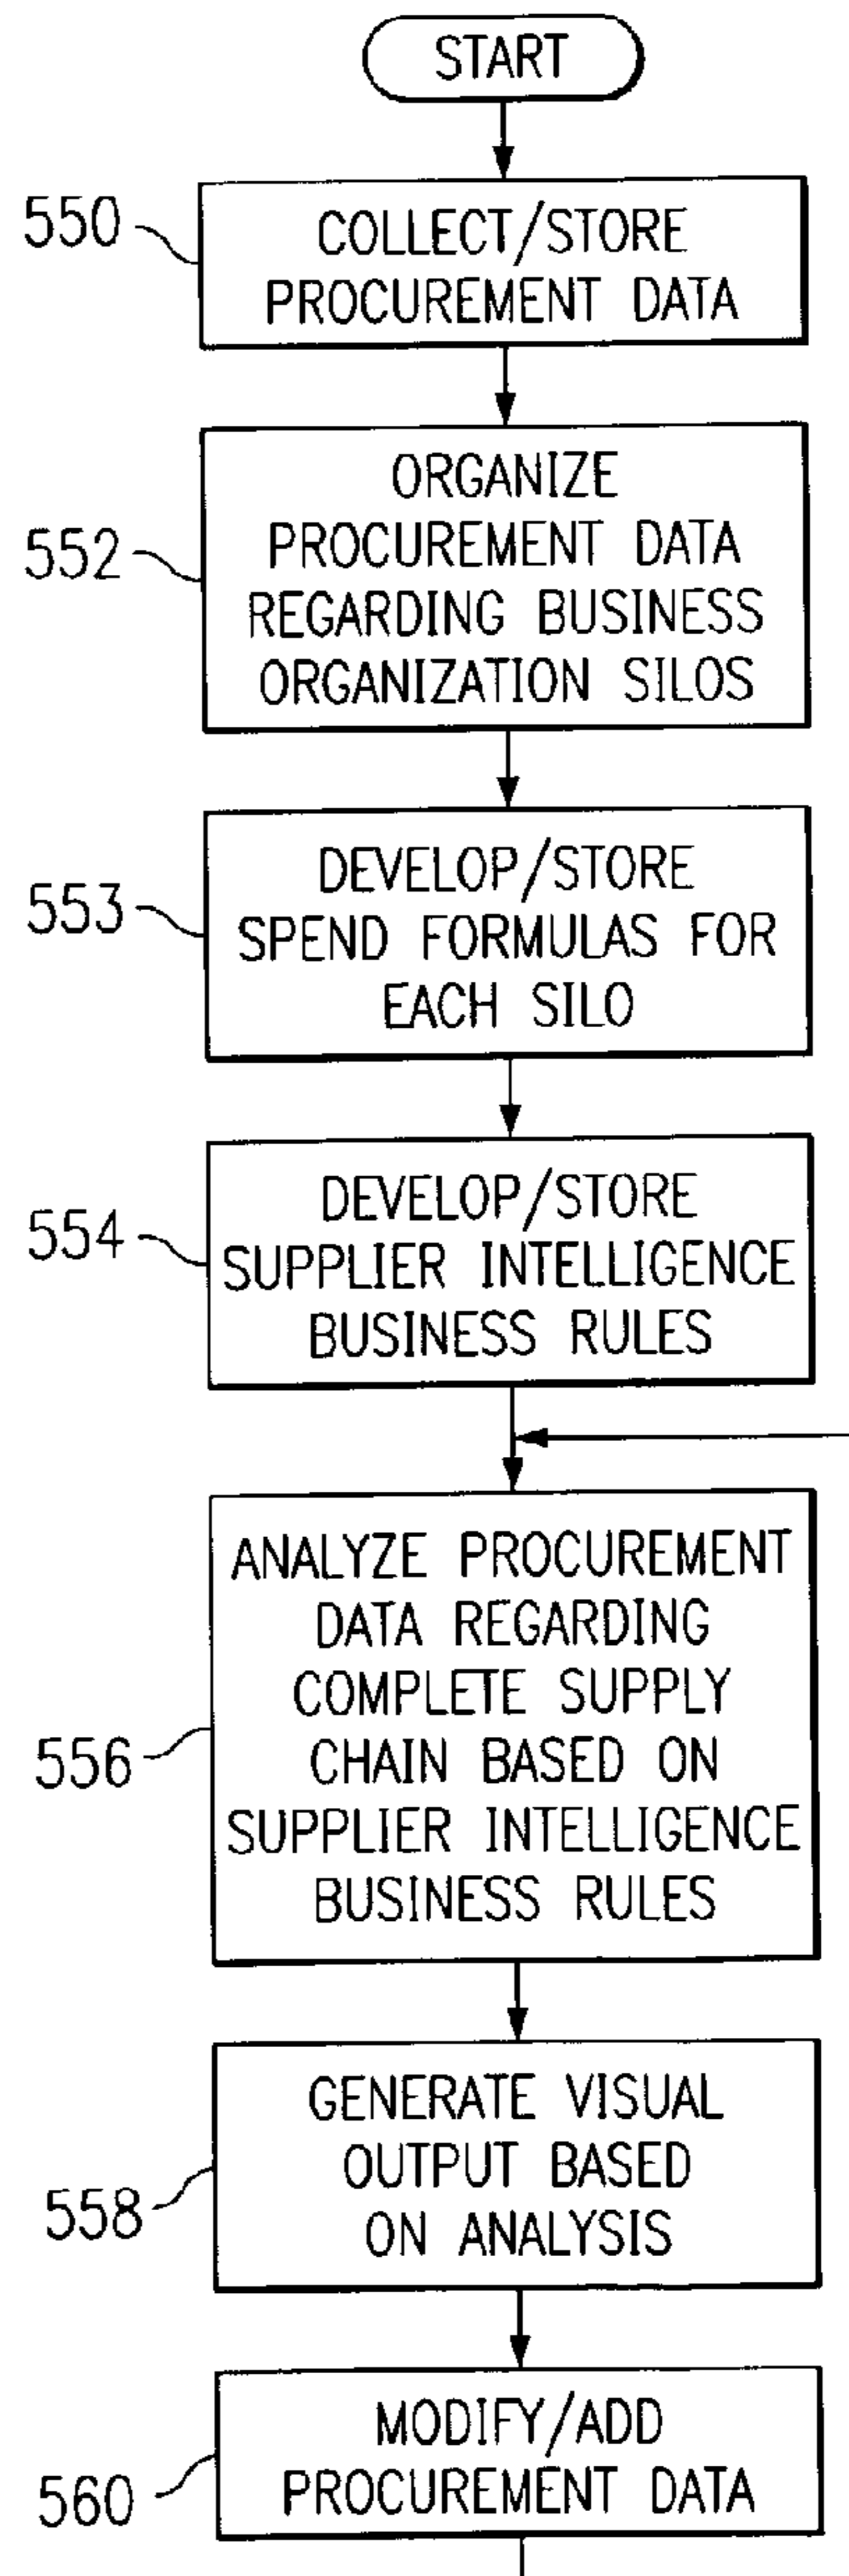 START
550
COLLECT/STORE
PROCUREMENT DATA
552
ORGANIZE
PROCUREMENT DATA
REGARDING BUSINESS
ORGANIZATION SILOS
553
DEVELOP/STORE
SPEND FORMULAS FOR
EACH SILO
554
DEVELOP/STORE
SUPPLIER INTELLIGENCE
BUSINESS RULES
556
ANALYZE PROCUREMENT
DATA REGARDING
COMPLETE SUPPLY
CHAIN BASED ON
SUPPLIER INTELLIGENCE
BUSINESS RULES
558
GENERATE VISUAL
OUTPUT BASED
ON ANALYSIS
560
MODIFY/ADD
PROCUREMENT DATA